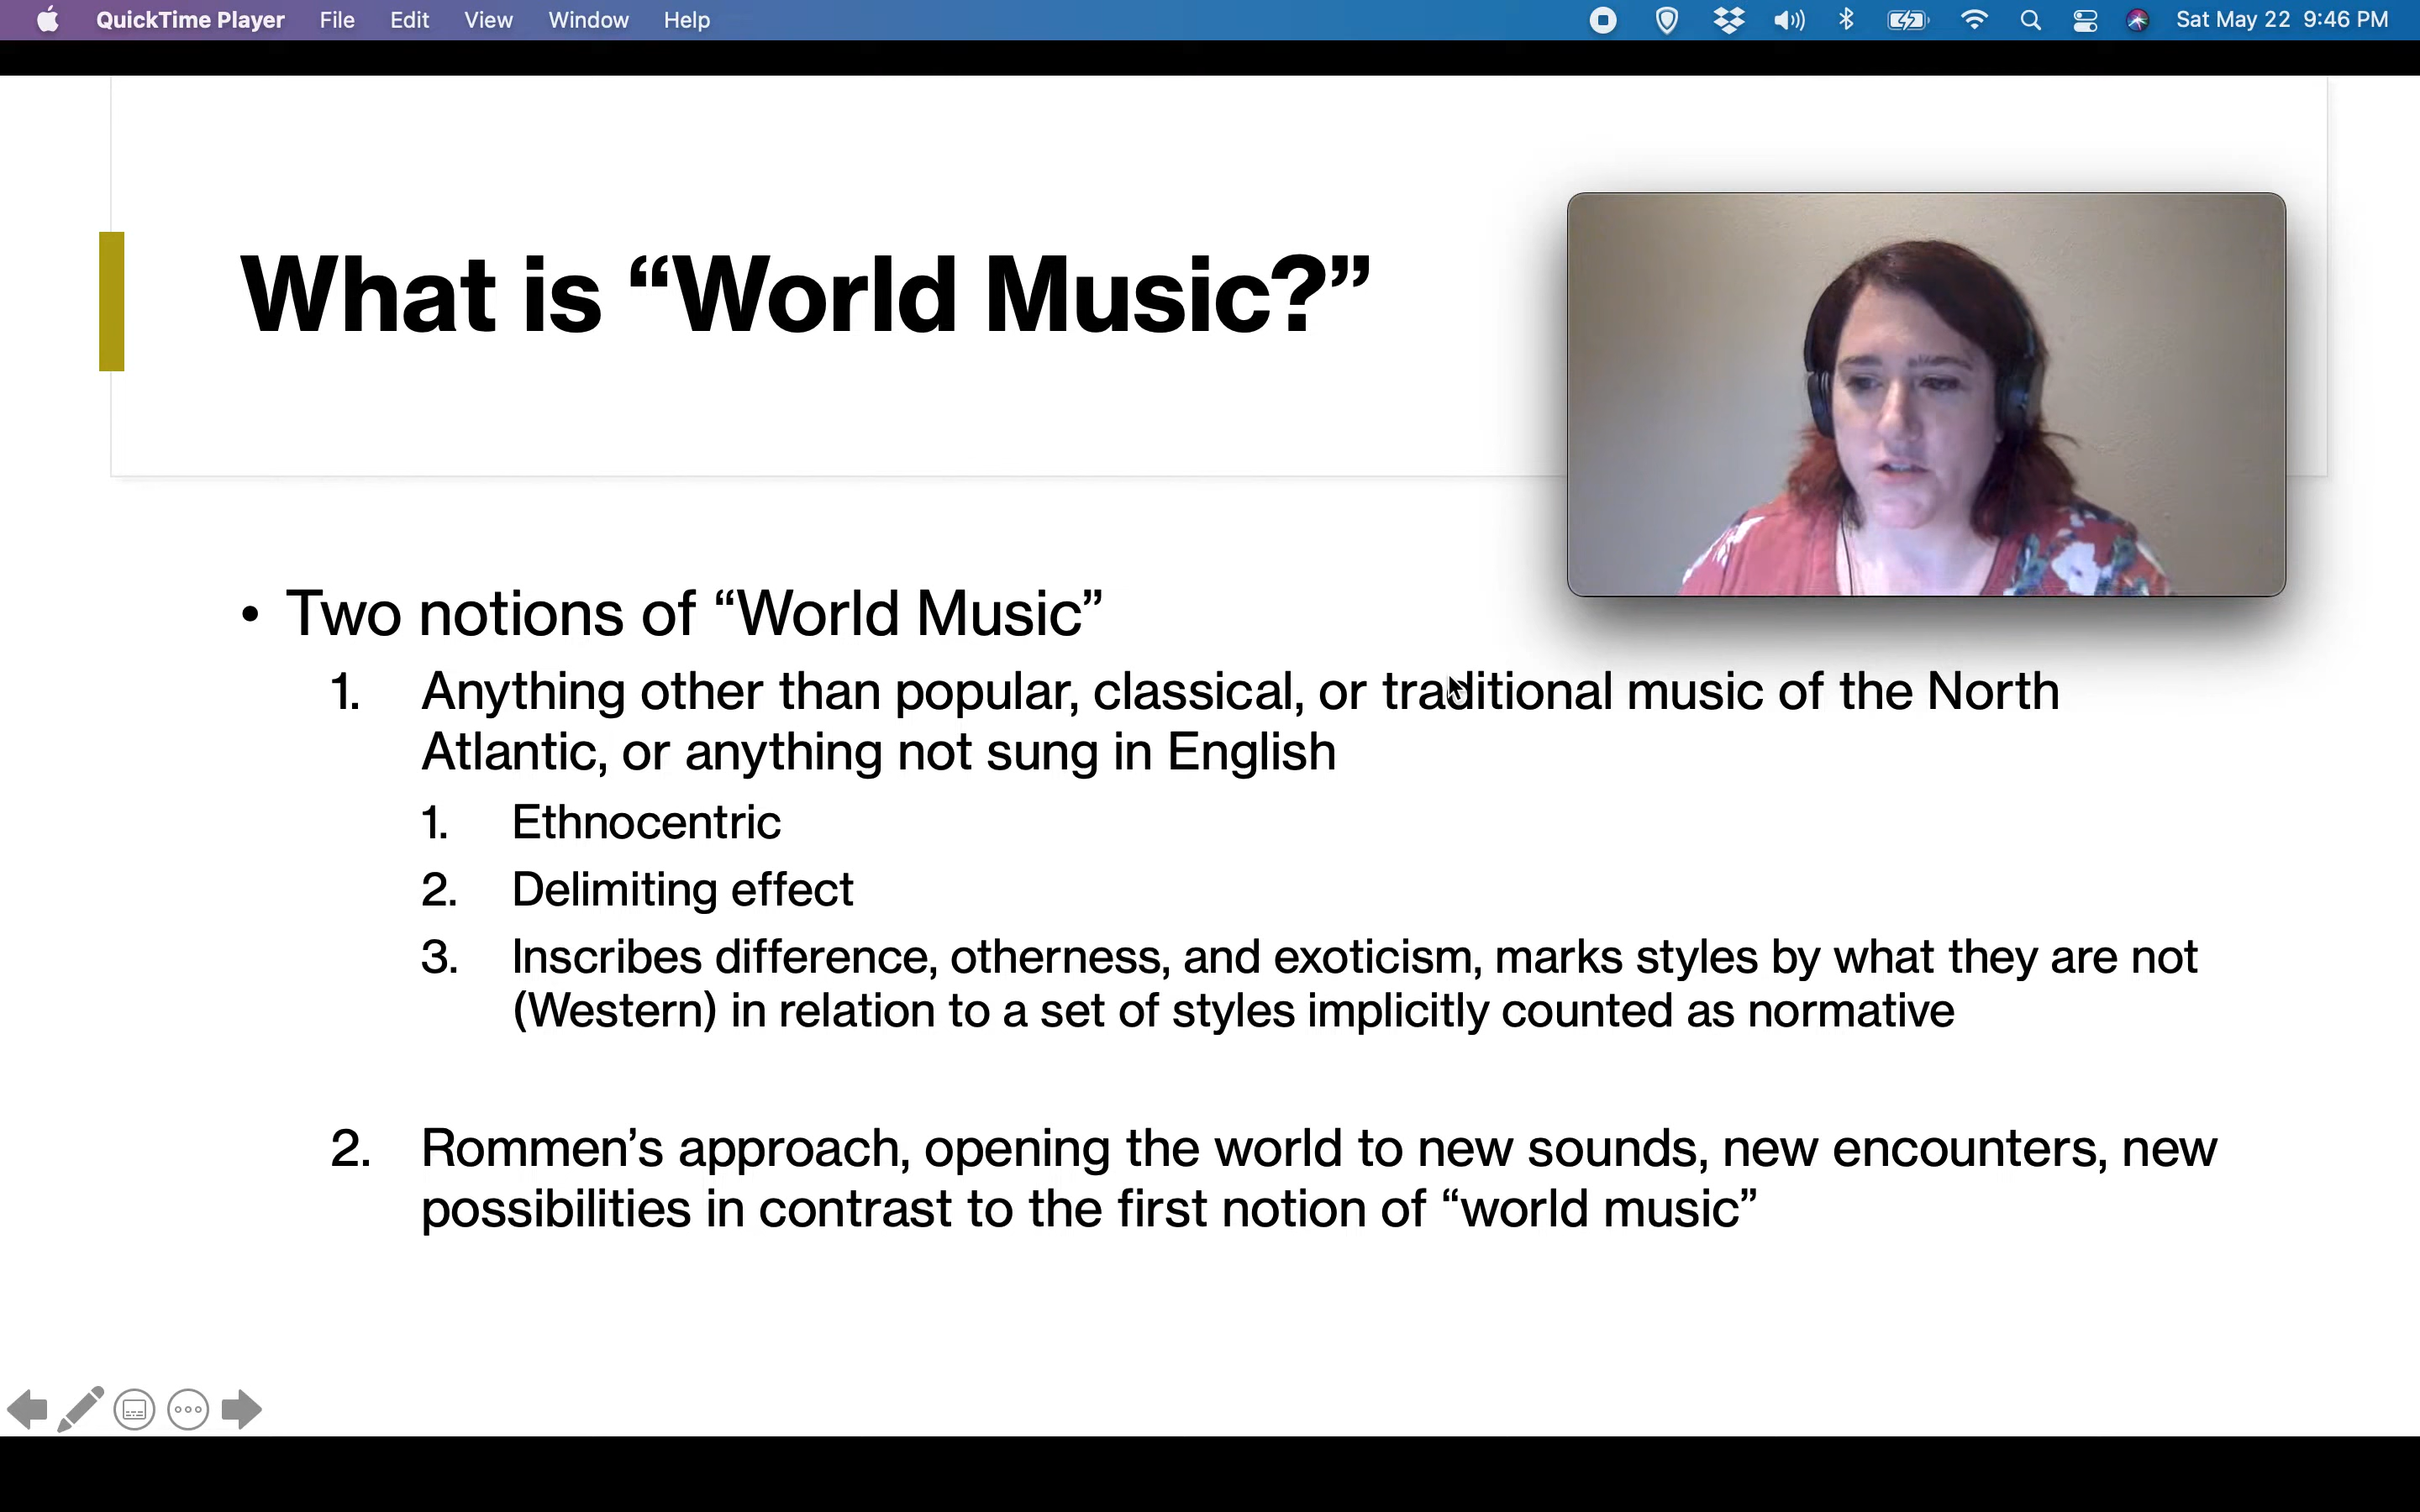 QuickTime Player File Edit View Window Help Sat May 22 9:46 PM
What is “World Music?”
• Two notions of “World Music”
1. Anything other than popular, classical, or traditional music of the North
Atlantic, or anything not sung in English
1. Ethnocentric
2. Delimiting effect
3. Inscribes difference, otherness, and exoticism, marks styles by what they are not
(Western) in relation to a set of styles implicitly counted as normative
2. Rommen’s approach, opening the world to new sounds, new encounters, new
possibilities in contrast to the first notion of “world music”